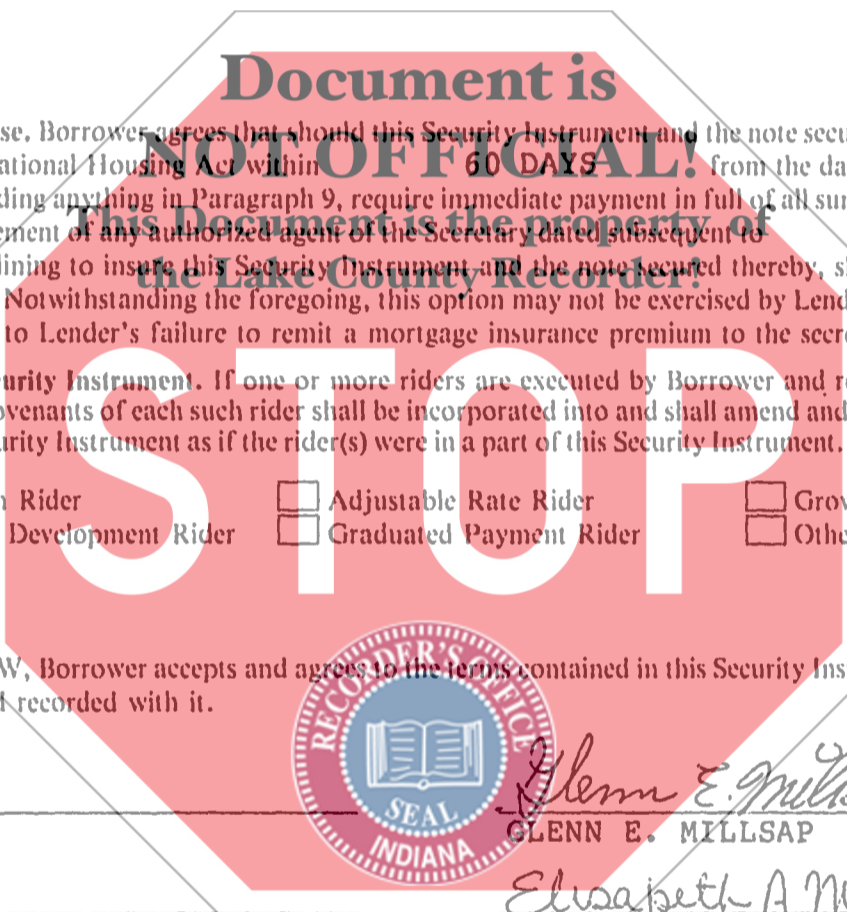 Document is
se. Borrower agrees that should this Security Instrument and the note secu
NOT OFFICIAL!
ational Housing Act within 60 DAYS from the da
ding anything in Paragraph 9, require immediate payment in full of all sur
This Document is the property of
ement of any authorized agent of the Secretary dated subsequent to
the Lake County Recorder!
lining to insure this Security Instrument and the note secured thereby, s
Notwithstanding the foregoing, this option may not be exercised by Lend
to Lender's failure to remit a mortgage insurance premium to the secre
STOP
urity Instrument. If one or more riders are executed by Borrower and r
ovenants of each such rider shall be incorporated into and shall amend and
urity Instrument as if the rider(s) were in a part of this Security Instrument.
Rider Adjustable Rate Rider Grov
Development Rider Graduated Payment Rider Othe
W, Borrower accepts and agrees to the terms contained in this Security Ins
recorded with it.
RECORDER'S OFFICE
SEAL
INDIANA
Glenn E. Mills
GLENN E. MILLSAP
Elisabeth A M